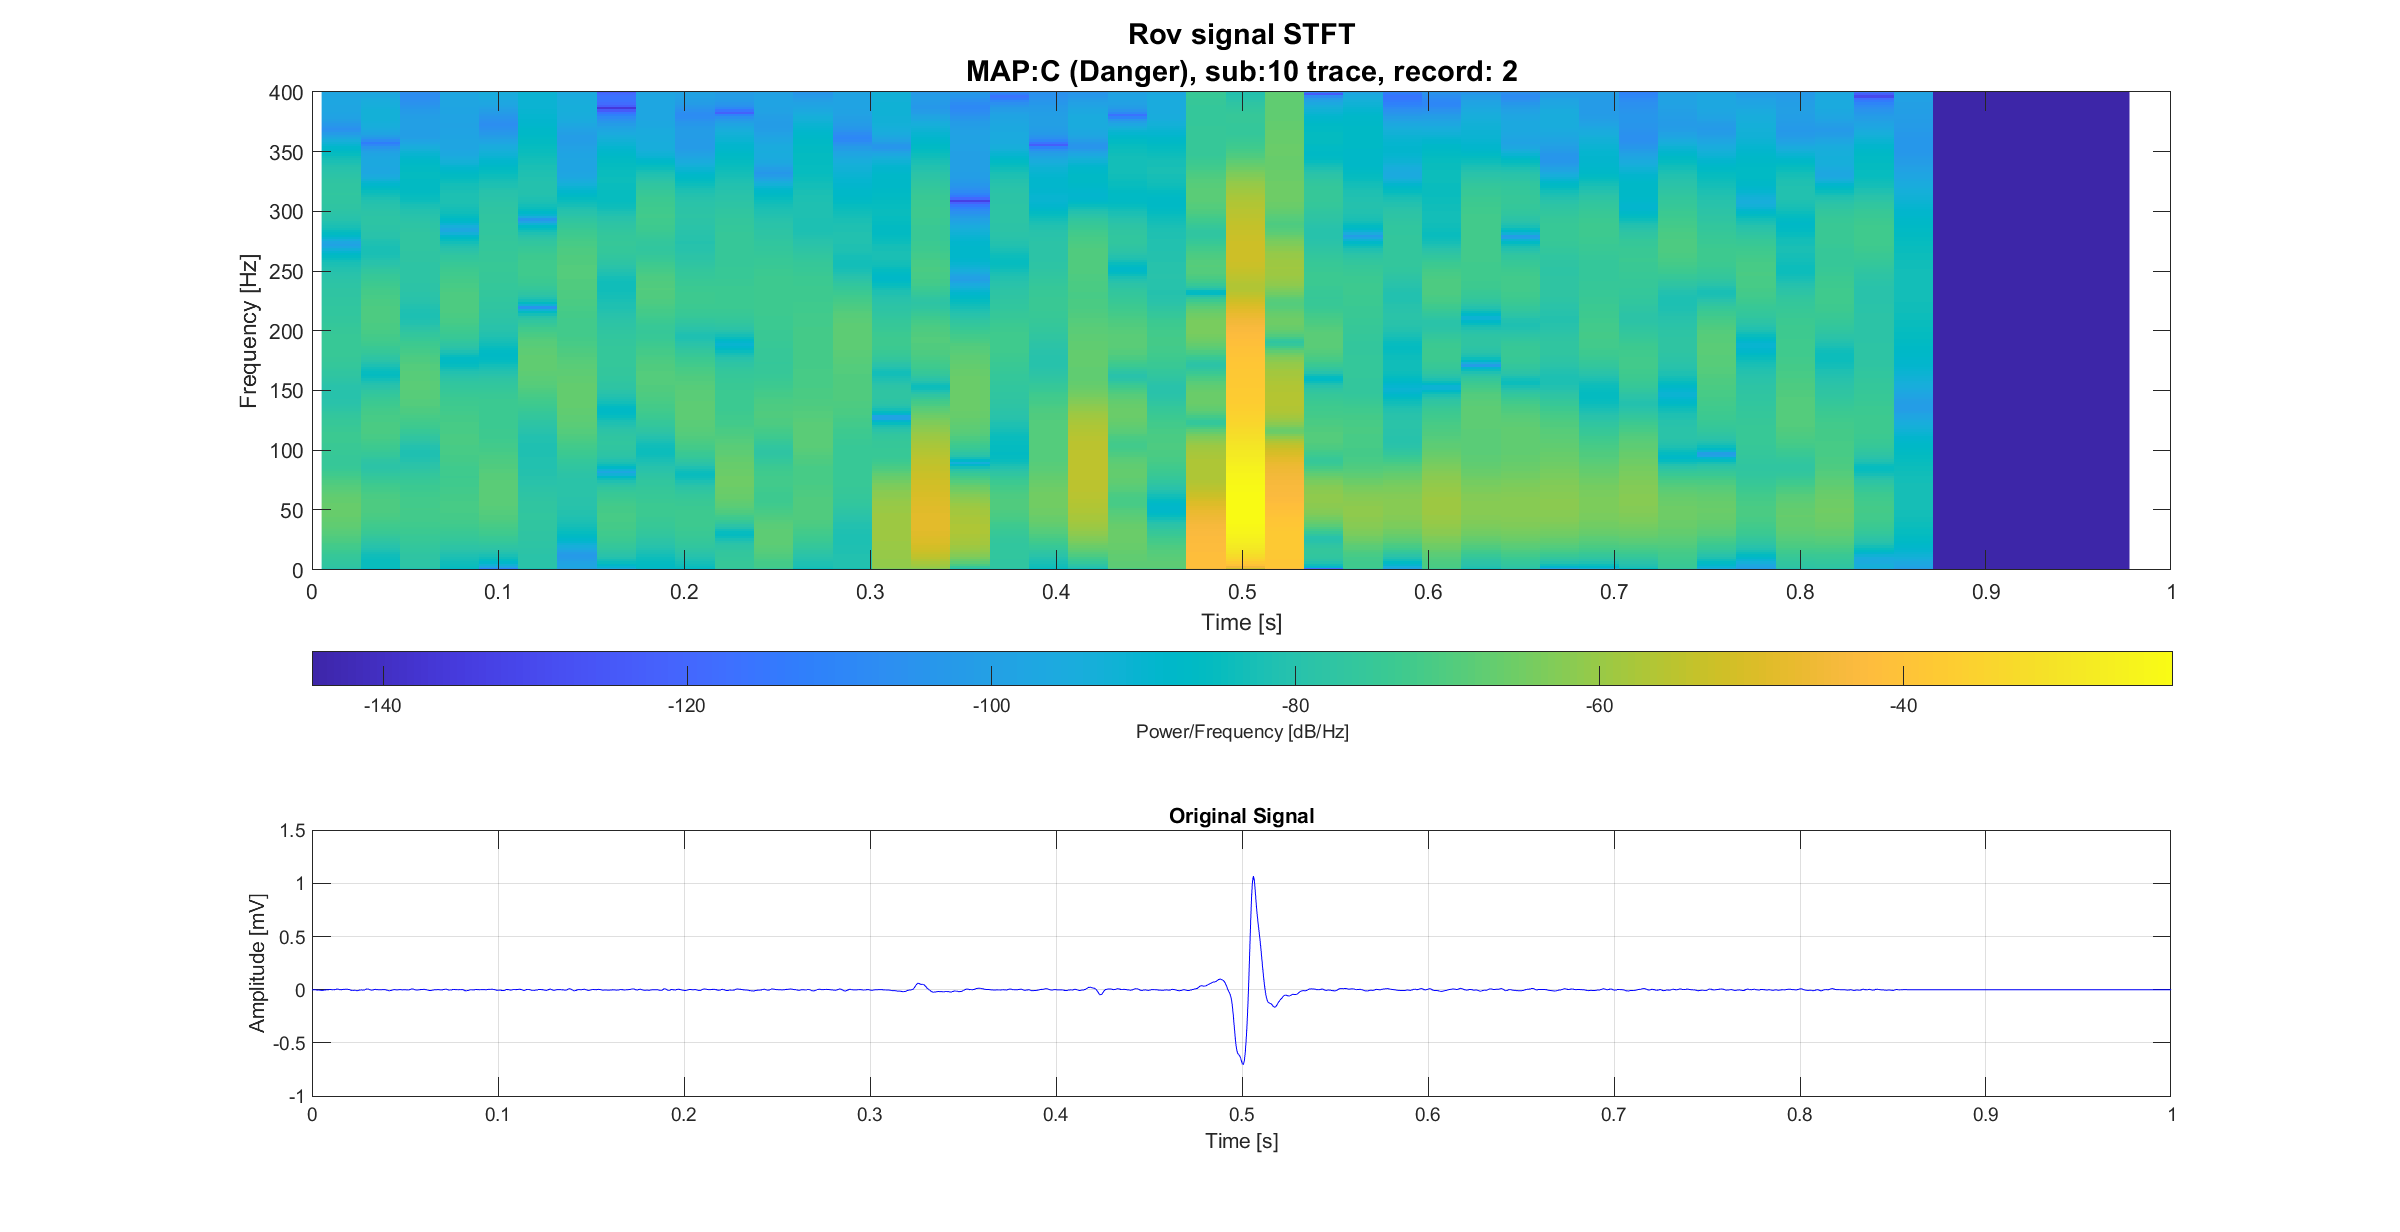 Rov signal STFT
MAP:C (Danger), sub:10 trace, record: 2
400
350
300
250
200
150
100
50
0
Frequency [Hz]
0 0.1 0.2 0.3 0.4 0.5 0.6 0.7 0.8 0.9 1
Time [s]
-140 -120 -100 -80 -60 -40
Power/Frequency [dB/Hz]
Original Signal
1.5
1
0.5
0
-0.5
-1
Amplitude [mV]
0 0.1 0.2 0.3 0.4 0.5 0.6 0.7 0.8 0.9 1
Time [s]